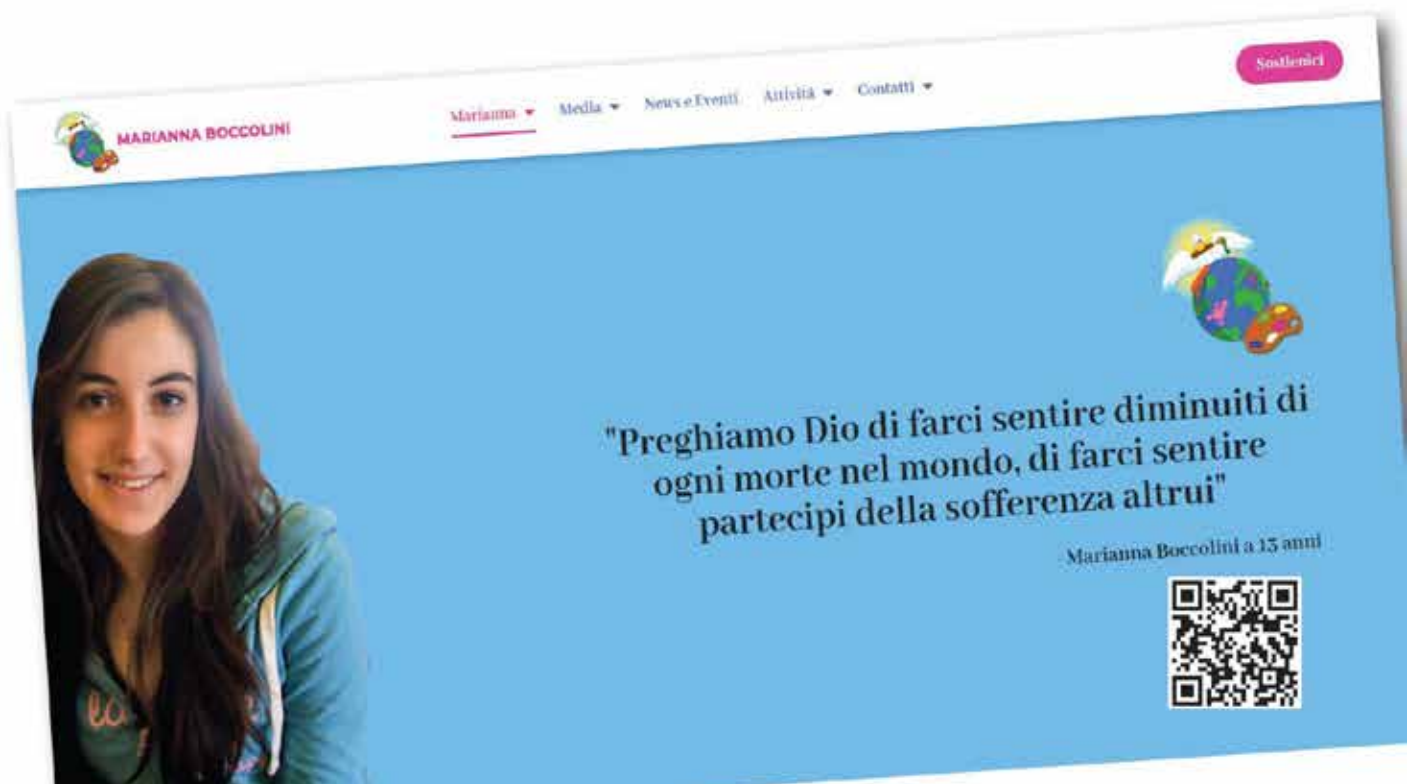 MARIANNA BOCCOLINI
Marianna
Media
News e Eventi
Attività
Contatti
Sostienici
"Preghiamo Dio di farci sentire diminuiti di
ogni morte nel mondo, di farci sentire
partecipi della sofferenza altrui"
Marianna Boccolini a 13 anni